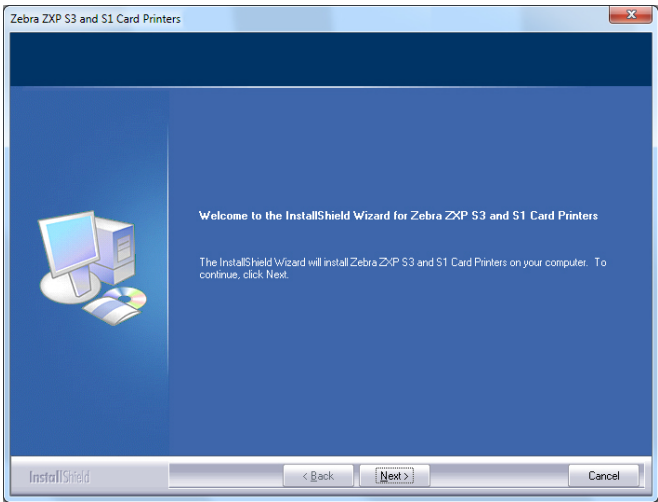 Zebra ZXP S3 and S1 Card Printers
Welcome to the InstallShield Wizard for Zebra ZXP S3 and S1 Card Printers
The InstallShield Wizard will install Zebra ZXP S3 and S1 Card Printers on your computer. To
continue, click Next.
InstallShield
< Back
Next >
Cancel